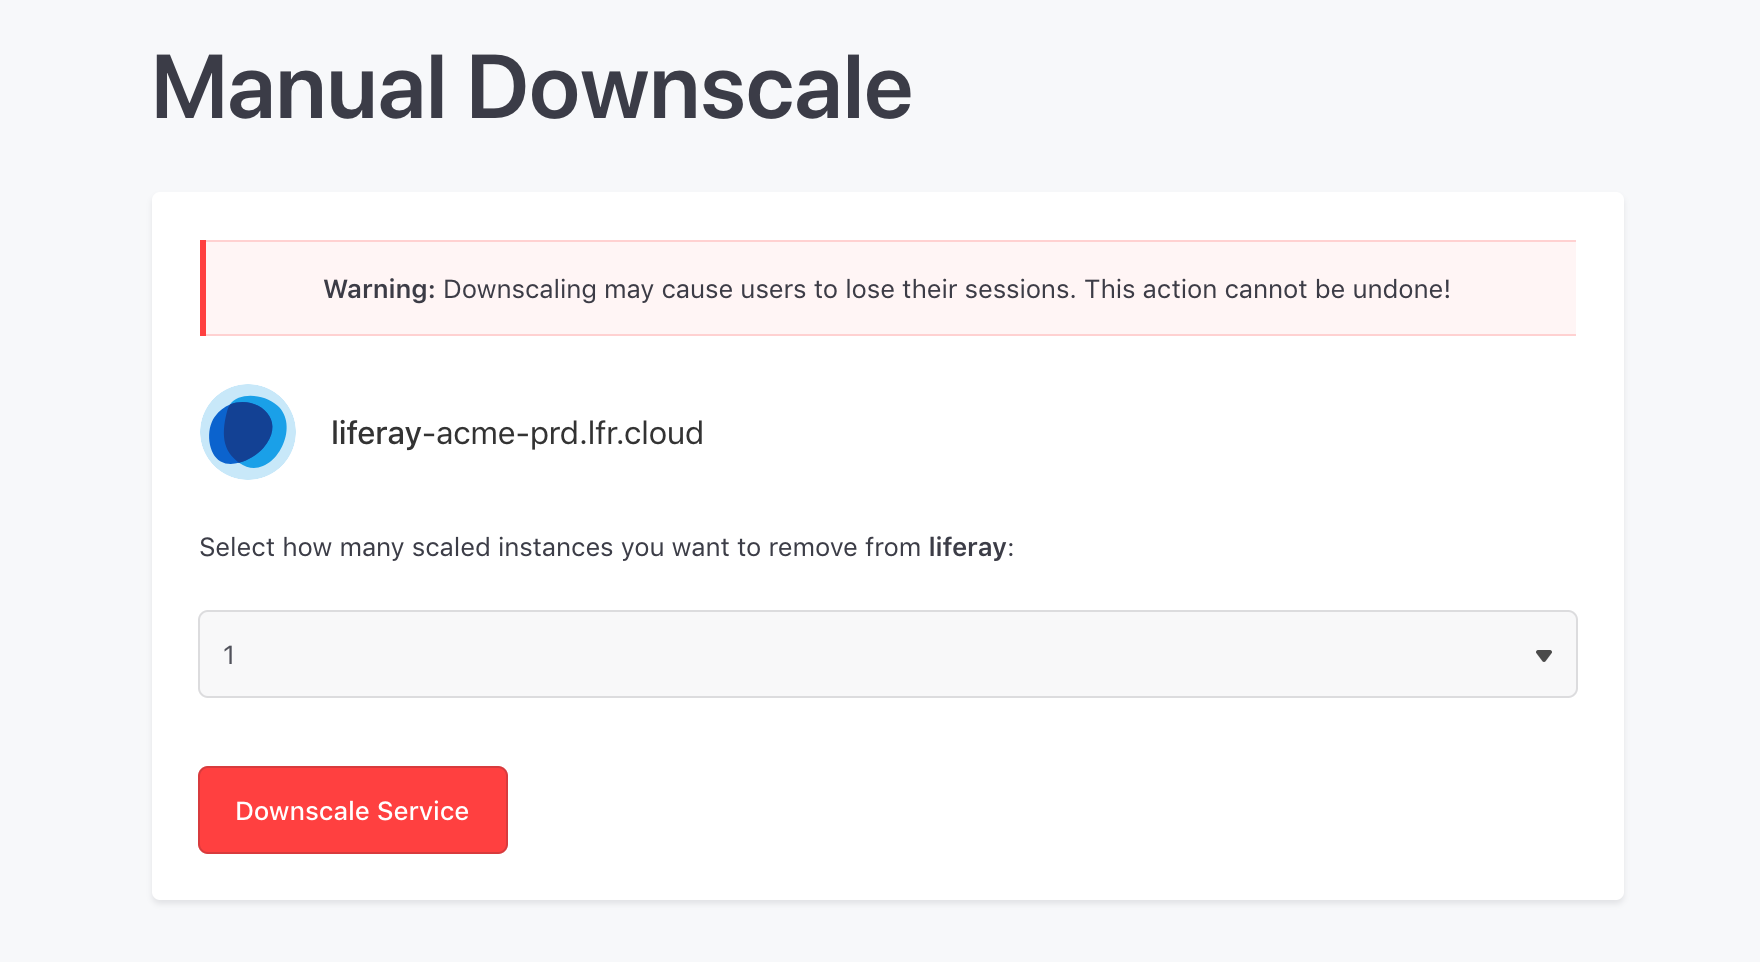 Manual Downscale
Warning: Downscaling may cause users to lose their sessions. This action cannot be undone!
liferay-acme-prd.lfr.cloud
Select how many scaled instances you want to remove from liferay:
1
Downscale Service